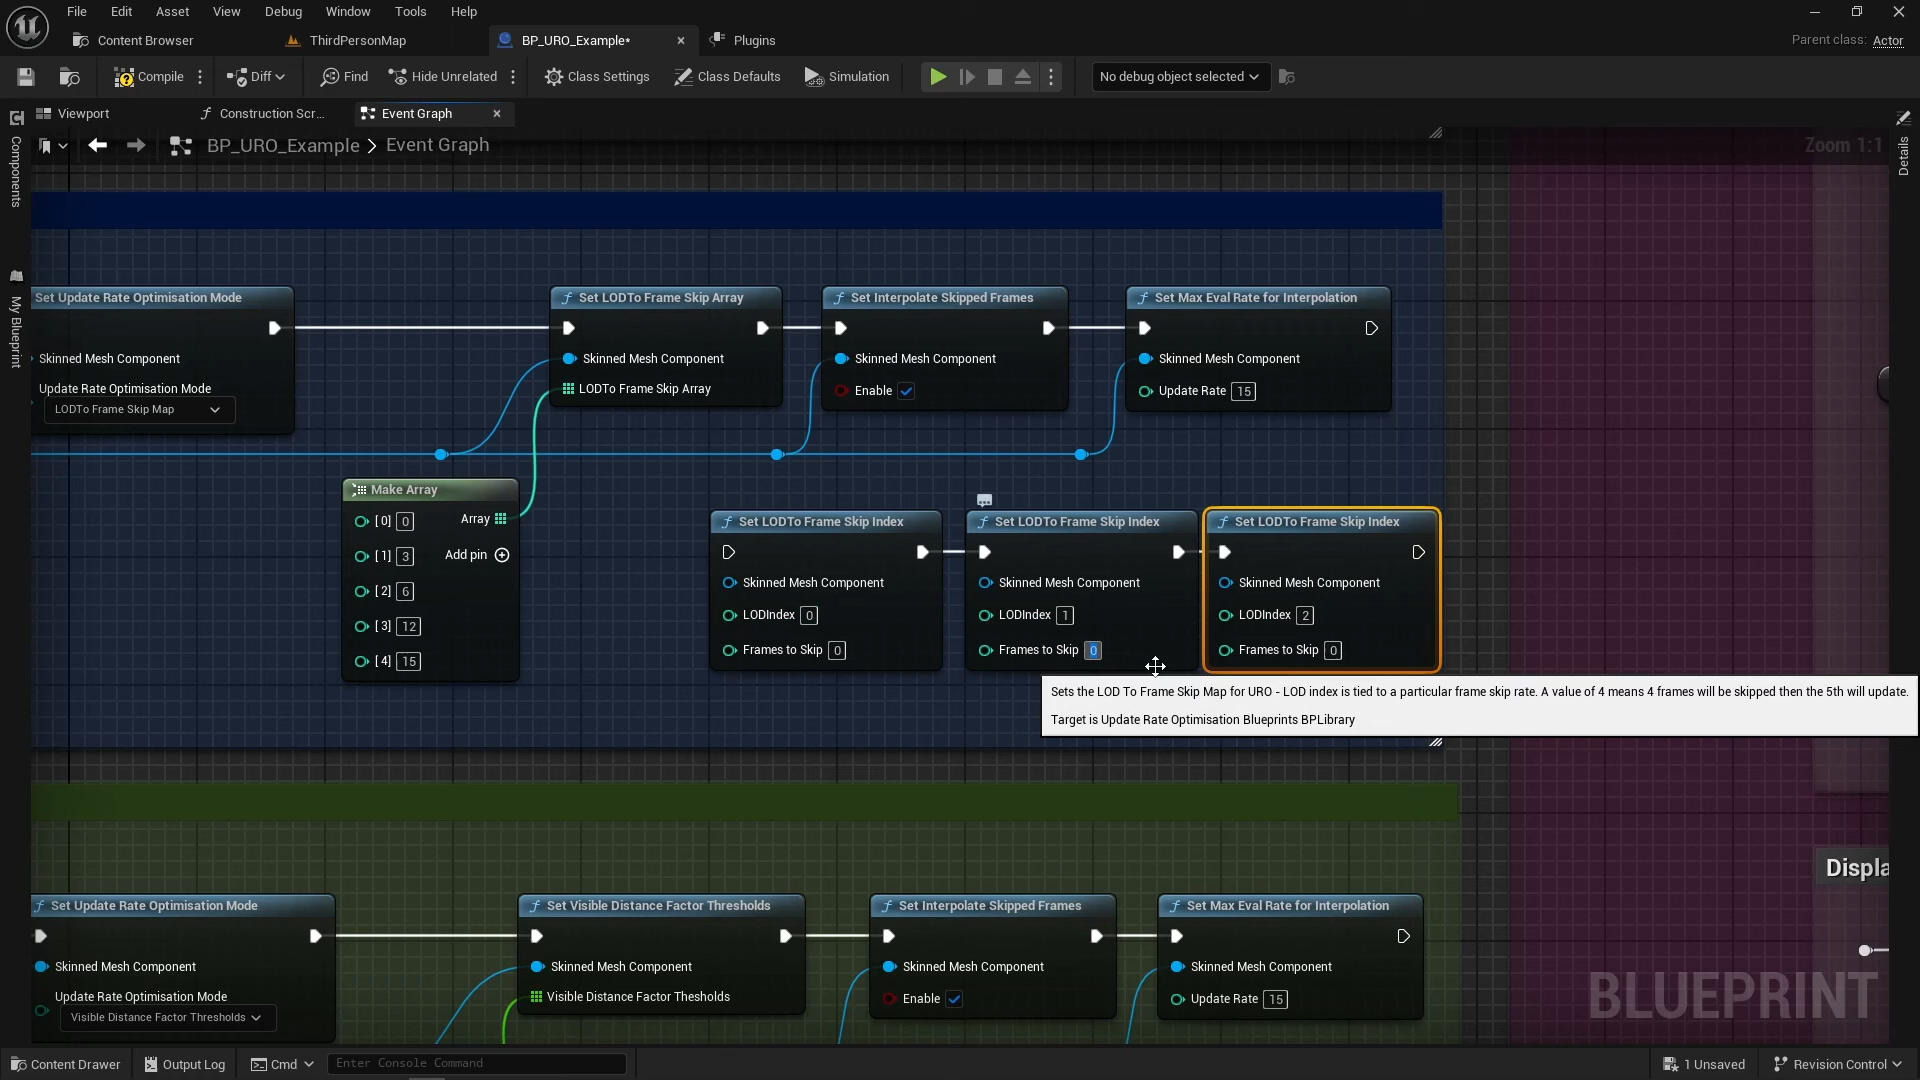 File Edit Asset View Debug Window Tools Help
Content Browser ThirdPersonMap BP_URO_Example* Plugins Parent class: Actor
Compile Diff Find Hide Unrelated Class Settings Class Defaults Simulation No debug object selected
Viewport Construction Scr... Event Graph
BP_URO_Example > Event Graph Zoom 1:1
Components
My Blueprint
Details
Set Update Rate Optimisation Mode
Skinned Mesh Component
Update Rate Optimisation Mode
LODTo Frame Skip Map
Set LODTo Frame Skip Array
Skinned Mesh Component
LODTo Frame Skip Array
Set Interpolate Skipped Frames
Skinned Mesh Component
Enable
Set Max Eval Rate for Interpolation
Skinned Mesh Component
Update Rate 15
Make Array
[0] 0 Array
[1] 3 Add pin
[2] 6
[3] 12
[4] 15
Set LODTo Frame Skip Index
Skinned Mesh Component
LODIndex 0
Frames to Skip 0
Set LODTo Frame Skip Index
Skinned Mesh Component
LODIndex 1
Frames to Skip 0
Set LODTo Frame Skip Index
Skinned Mesh Component
LODIndex 2
Frames to Skip 0
Sets the LOD To Frame Skip Map for URO - LOD index is tied to a particular frame skip rate. A value of 4 means 4 frames will be skipped then the 5th will update.
Target is Update Rate Optimisation Blueprints BPLibrary
Displa
Set Update Rate Optimisation Mode
Skinned Mesh Component
Update Rate Optimisation Mode
Visible Distance Factor Thresholds
Set Visible Distance Factor Thresholds
Skinned Mesh Component
Visible Distance Factor Thesholds
Set Interpolate Skipped Frames
Skinned Mesh Component
Enable
Set Max Eval Rate for Interpolation
Skinned Mesh Component
Update Rate 15
BLUEPRINT
Content Drawer Output Log Cmd Enter Console Command 1 Unsaved Revision Control